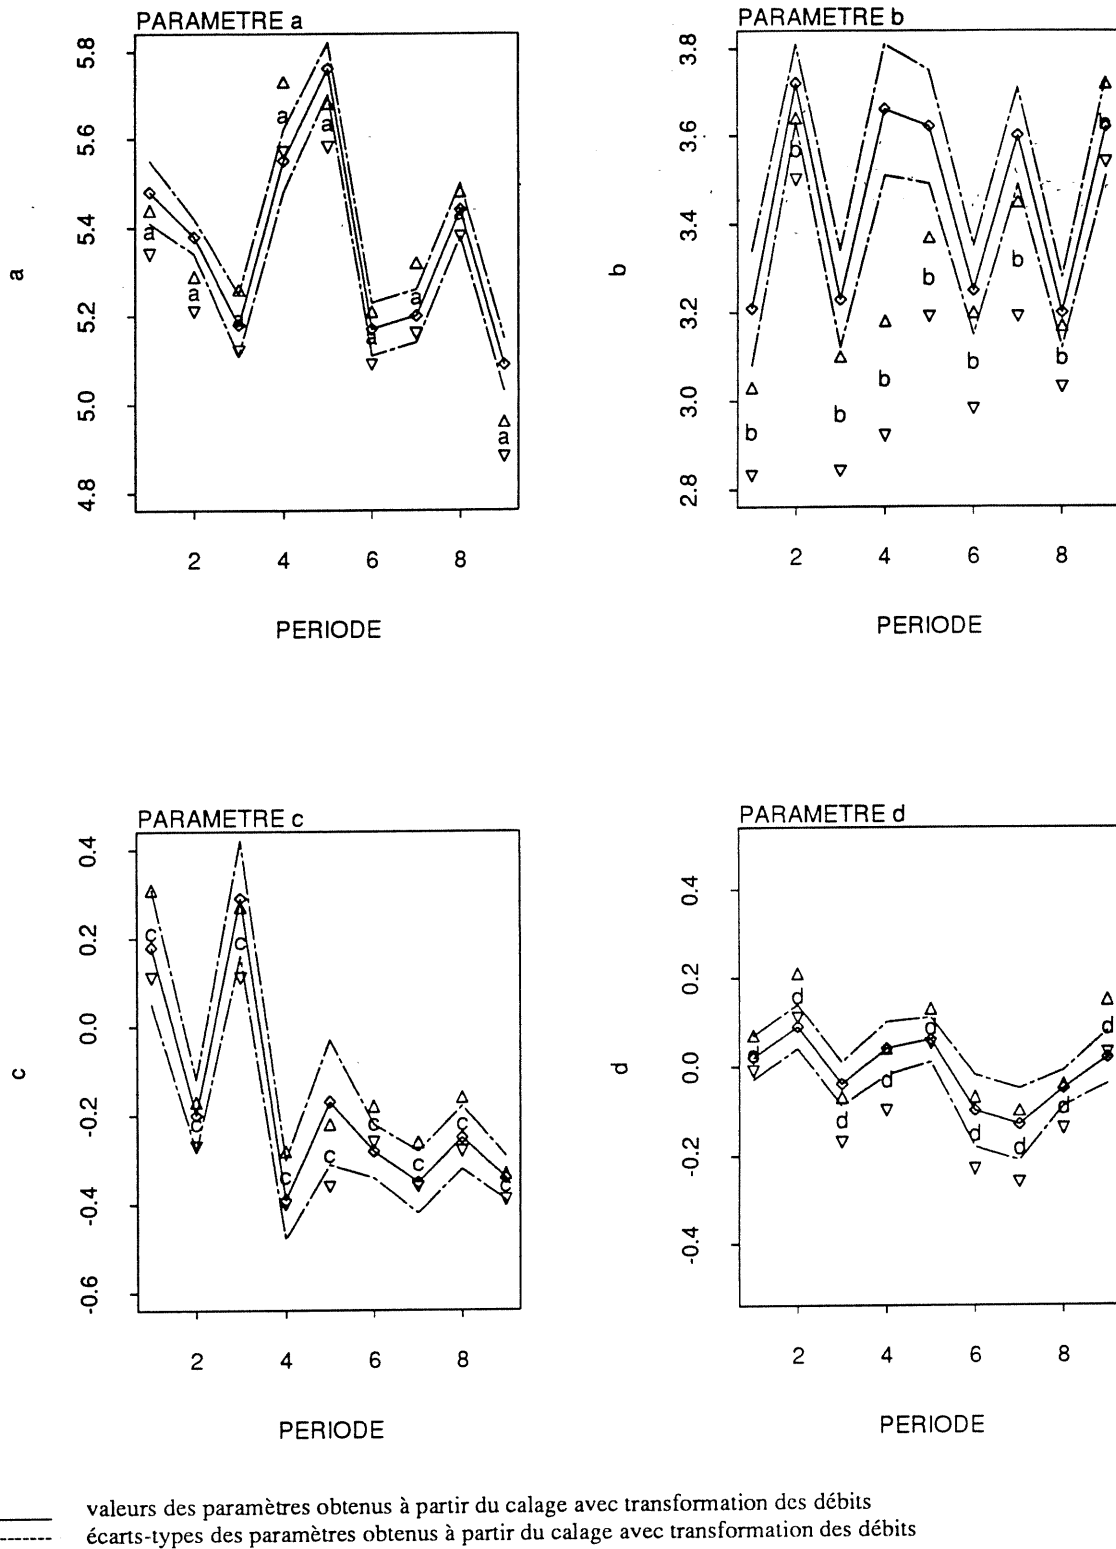 PARAMETRE a
5.8
5.6
5.4
5.2
5.0
4.8
a
a
a
a
a
a
a
a
a
a
a
2 4 6 8
PERIODE
PARAMETRE b
3.8
3.6
3.4
3.2
3.0
2.8
b
b
b
b
b
b
b
b
b
b
2 4 6 8
PERIODE
PARAMETRE c
0.4
0.2
0.0
-0.2
-0.4
-0.6
c
c
c
c
c
c
c
c
c
c
2 4 6 8
PERIODE
PARAMETRE d
0.4
0.2
0.0
-0.2
-0.4
d
d
d
d
d
d
d
d
d
d
2 4 6 8
PERIODE
valeurs des paramètres obtenus à partir du calage avec transformation des débits
écarts-types des paramètres obtenus à partir du calage avec transformation des débits